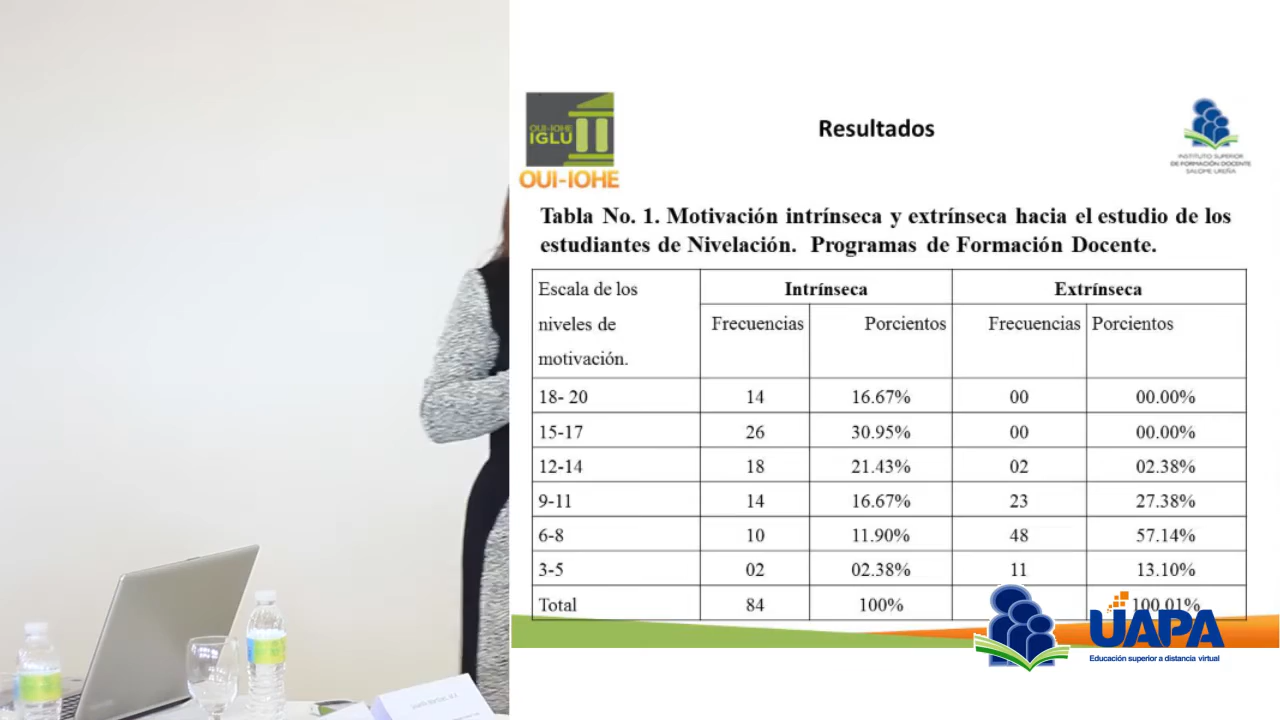 OUI-IOHE
IGLU
OUI-IOHE
Resultados
INSTITUTO SUPERIOR
DE FORMACIÓN DOCENTE
SALOMÉ UREÑA
Tabla No. 1. Motivación intrínseca y extrínseca hacia el estudio de los
estudiantes de Nivelación. Programas de Formación Docente.
Escala de los niveles de motivación. Intrínseca Extrínseca
Frecuencias Porcientos Frecuencias Porcientos
18- 20 14 16.67% 00 00.00%
15-17 26 30.95% 00 00.00%
12-14 18 21.43% 02 02.38%
9-11 14 16.67% 23 27.38%
6-8 10 11.90% 48 57.14%
3-5 02 02.38% 11 13.10%
Total 84 100% 100.01%
UAPA
Educación superior a distancia virtual